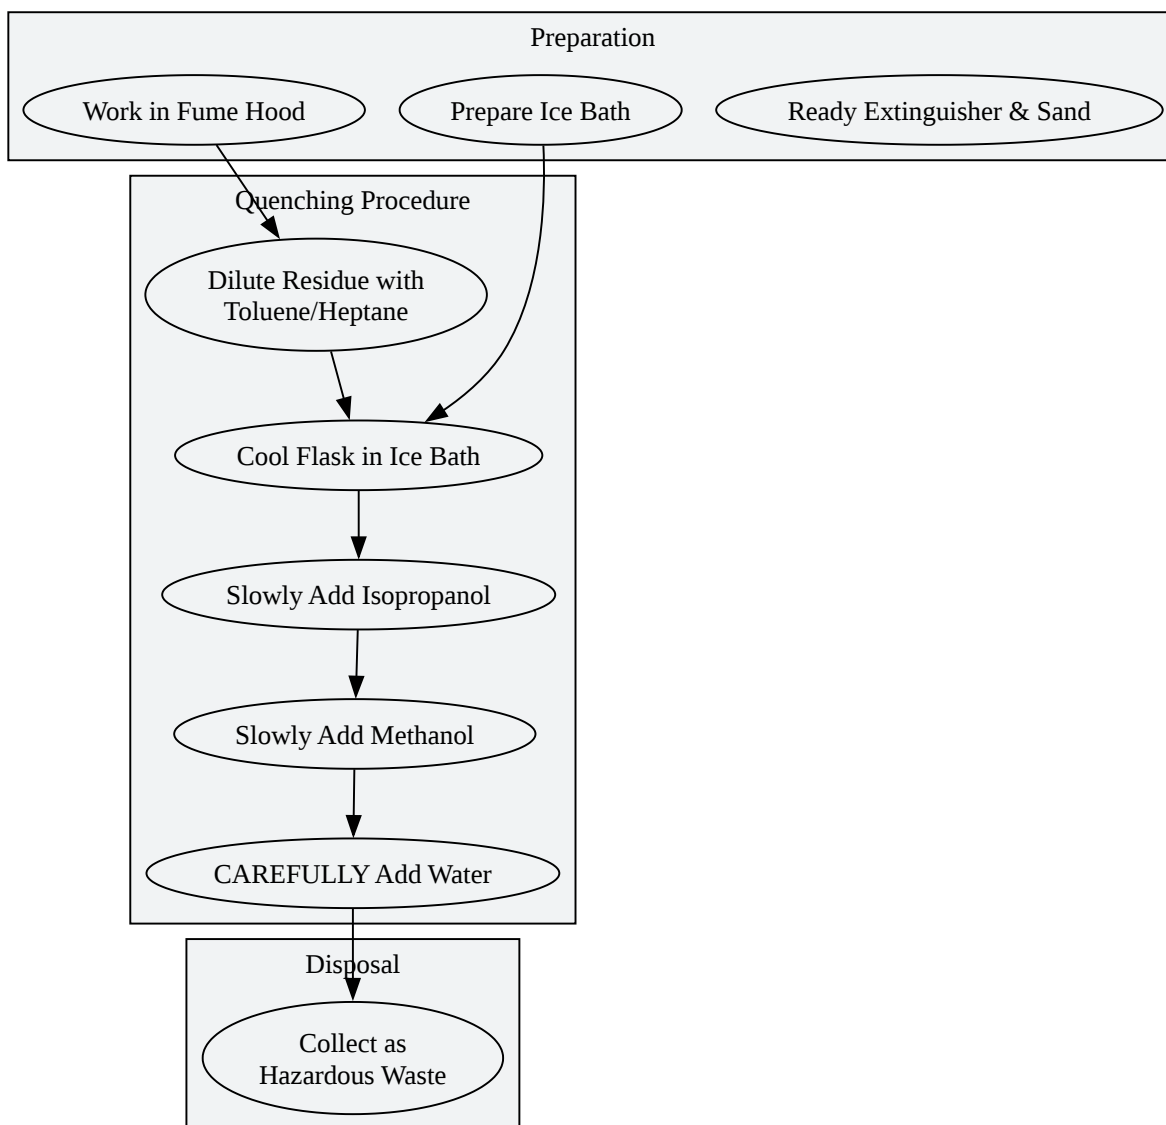 Preparation
Work in Fume Hood
Prepare Ice Bath
Ready Extinguisher & Sand
Quenching Procedure
Dilute Residue with
Toluene/Heptane
Cool Flask in Ice Bath
Slowly Add Isopropanol
Slowly Add Methanol
CAREFULLY Add Water
Disposal
Collect as
Hazardous Waste